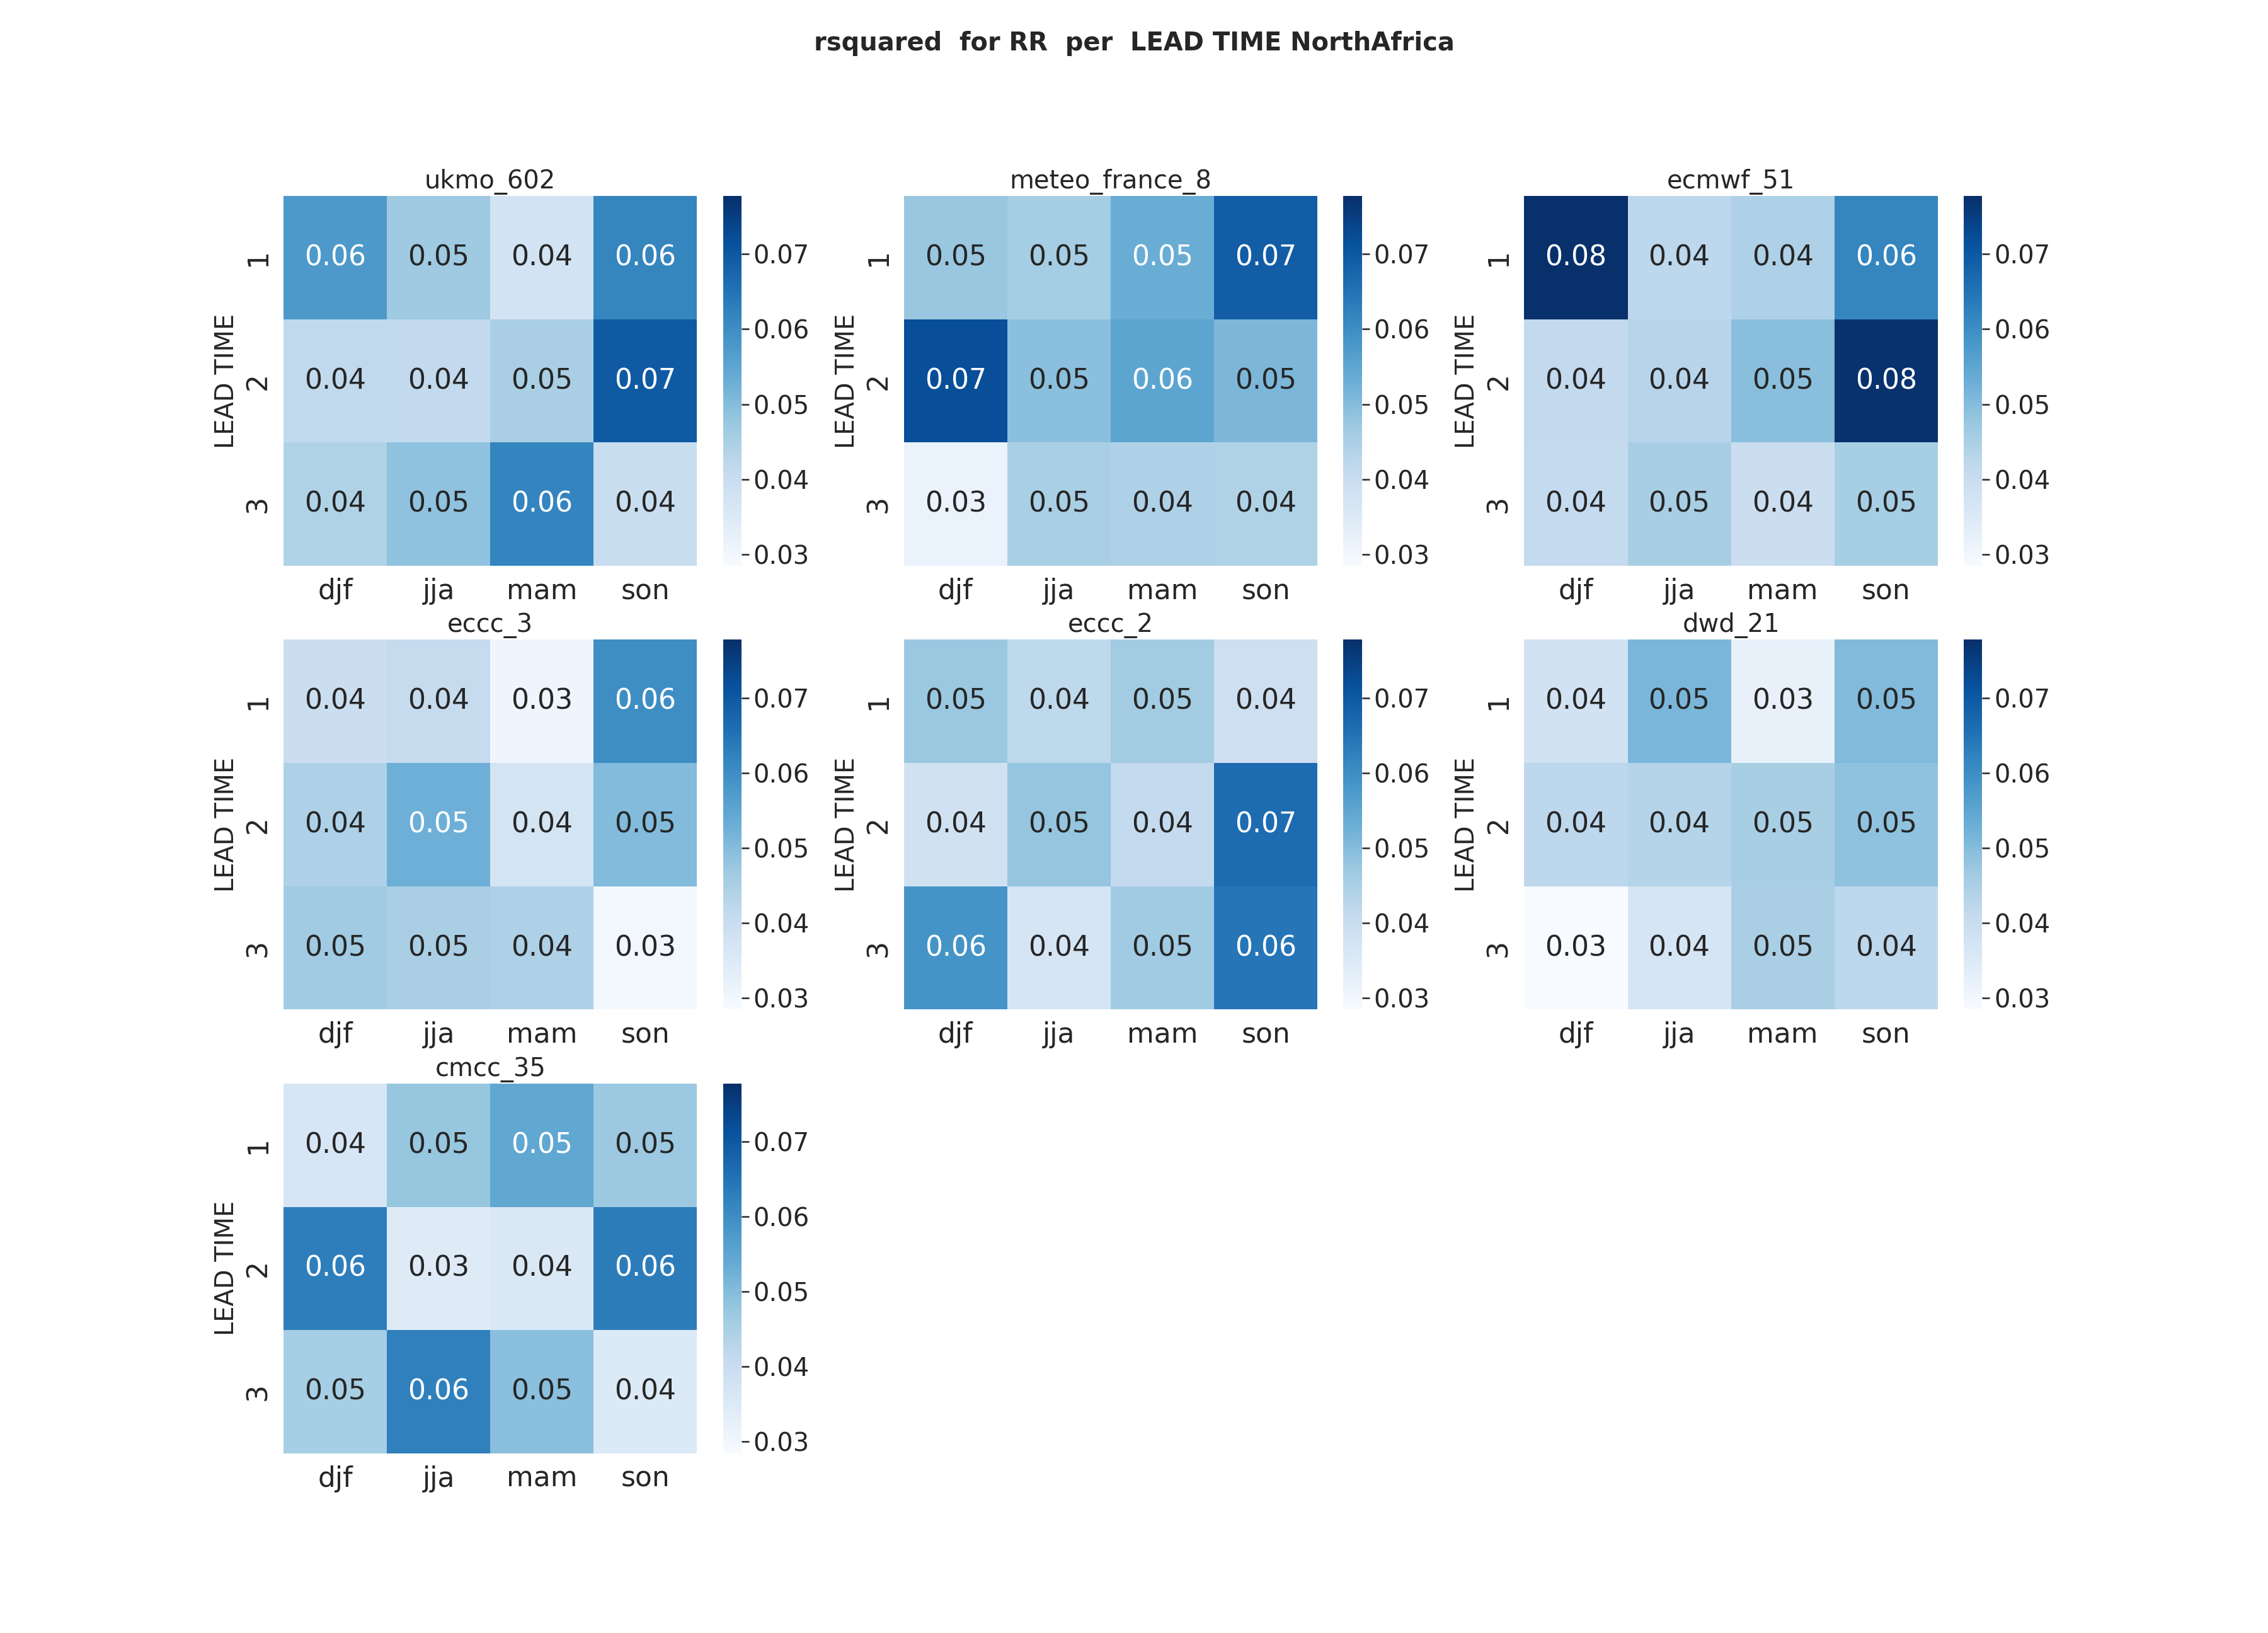 rsquared  for RR  per  LEAD TIME NorthAfrica
ukmo_602
LEAD TIME
1 0.06 0.05 0.04 0.06
2 0.04 0.04 0.05 0.07
3 0.04 0.05 0.06 0.04
djf jja mam son
0.07
0.06
0.05
0.04
0.03
meteo_france_8
LEAD TIME
1 0.05 0.05 0.05 0.07
2 0.07 0.05 0.06 0.05
3 0.03 0.05 0.04 0.04
djf jja mam son
0.07
0.06
0.05
0.04
0.03
ecmwf_51
LEAD TIME
1 0.08 0.04 0.04 0.06
2 0.04 0.04 0.05 0.08
3 0.04 0.05 0.04 0.05
djf jja mam son
0.07
0.06
0.05
0.04
0.03
eccc_3
LEAD TIME
1 0.04 0.04 0.03 0.06
2 0.04 0.05 0.04 0.05
3 0.05 0.05 0.04 0.03
djf jja mam son
0.07
0.06
0.05
0.04
0.03
eccc_2
LEAD TIME
1 0.05 0.04 0.05 0.04
2 0.04 0.05 0.04 0.07
3 0.06 0.04 0.05 0.06
djf jja mam son
0.07
0.06
0.05
0.04
0.03
dwd_21
LEAD TIME
1 0.04 0.05 0.03 0.05
2 0.04 0.04 0.05 0.05
3 0.03 0.04 0.05 0.04
djf jja mam son
0.07
0.06
0.05
0.04
0.03
cmcc_35
LEAD TIME
1 0.04 0.05 0.05 0.05
2 0.06 0.03 0.04 0.06
3 0.05 0.06 0.05 0.04
djf jja mam son
0.07
0.06
0.05
0.04
0.03